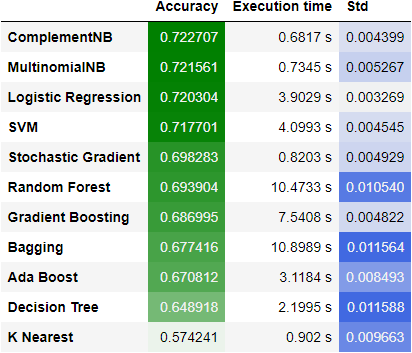 Accuracy Execution time Std
ComplementNB 0.722707 0.6817 s 0.004399
MultinomialNB 0.721561 0.7345 s 0.005267
Logistic Regression 0.720304 3.9029 s 0.003269
SVM 0.717701 4.0993 s 0.004545
Stochastic Gradient 0.698283 0.8203 s 0.004929
Random Forest 0.693904 10.4733 s 0.010540
Gradient Boosting 0.686995 7.5408 s 0.004822
Bagging 0.677416 10.8989 s 0.011564
Ada Boost 0.670812 3.1184 s 0.008493
Decision Tree 0.648918 2.1995 s 0.011588
K Nearest 0.574241 0.902 s 0.009663